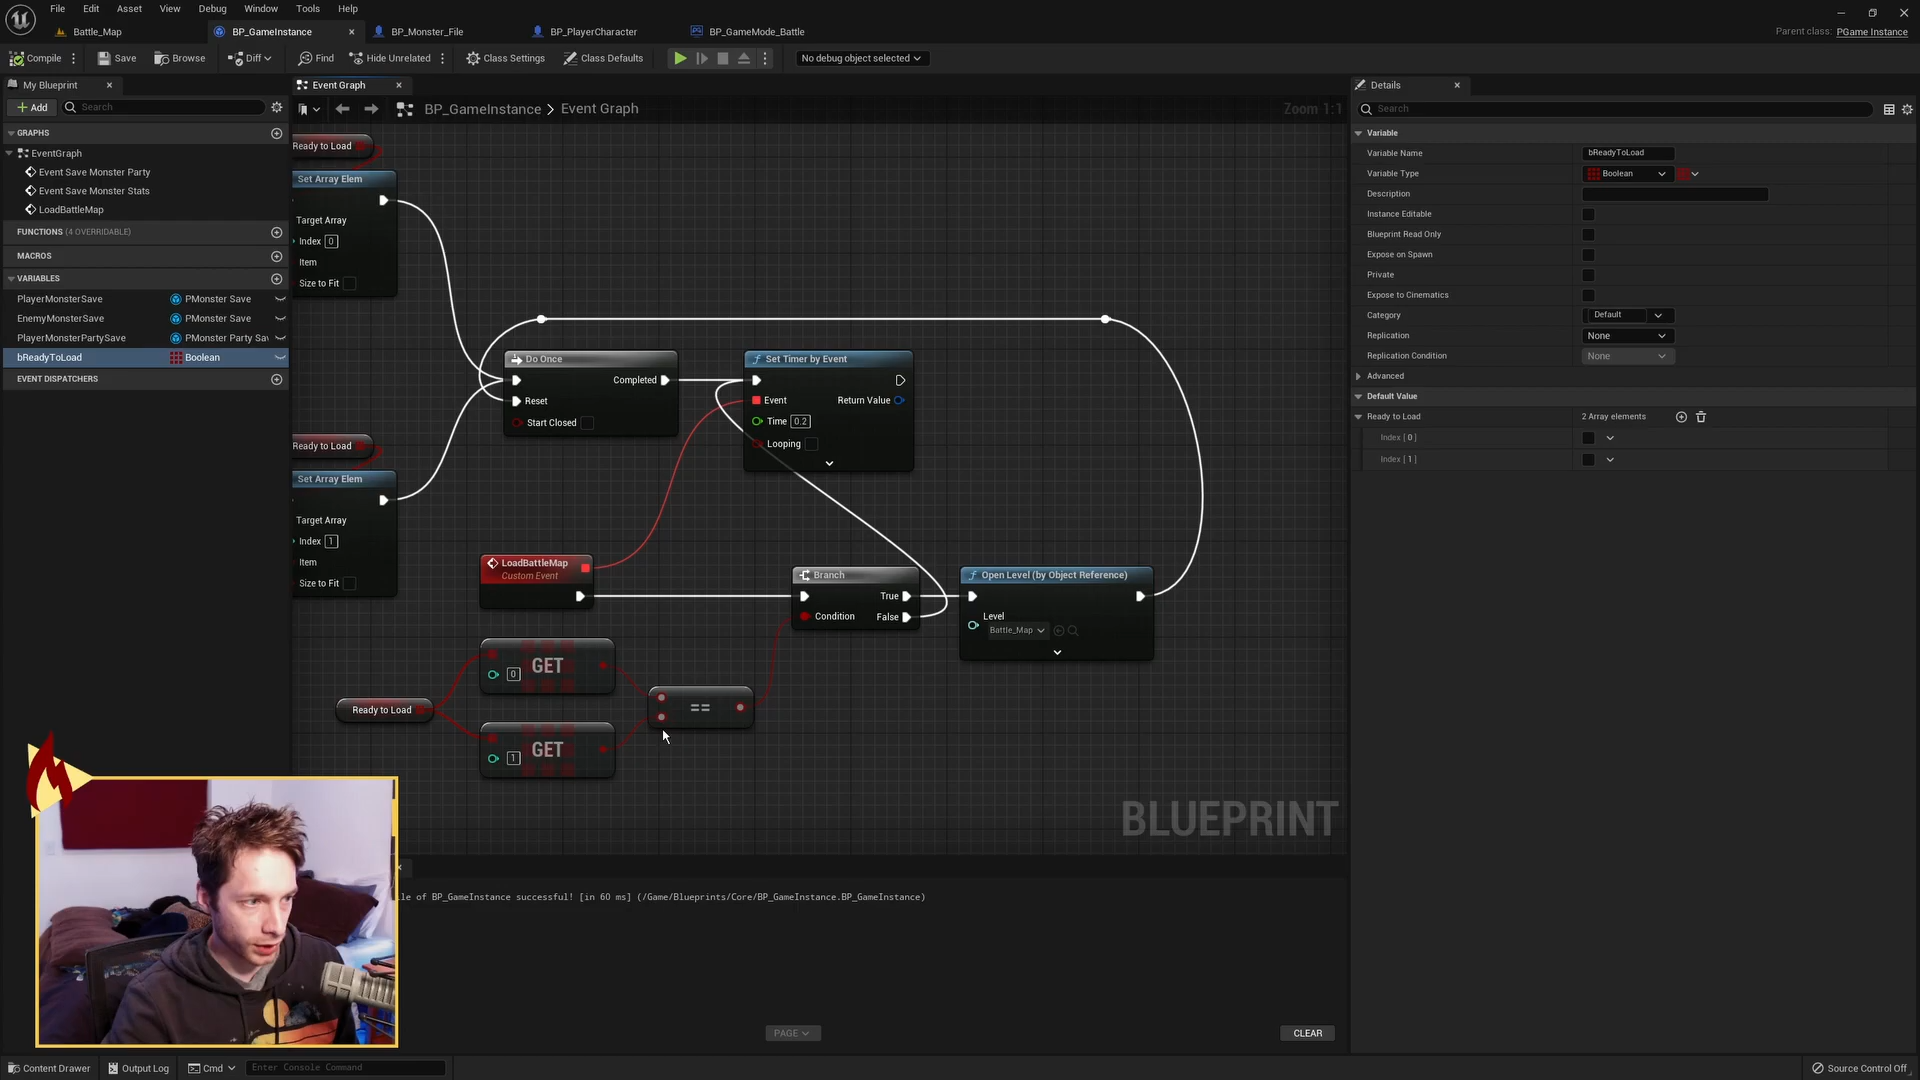 File Edit Asset View Debug Window Tools Help
Battle_Map BP_GameInstance BP_Monster_File BP_PlayerCharacter BP_GameMode_Battle
Parent class: PGame Instance
Compile Save Browse Diff Find Hide Unrelated Class Settings Class Defaults No debug object selected
My Blueprint
Add Search
GRAPHS
EventGraph
Event Save Monster Party
Event Save Monster Stats
LoadBattleMap
FUNCTIONS (4 OVERRIDABLE)
MACROS
VARIABLES
PlayerMonsterSave PMonster Save
EnemyMonsterSave PMonster Save
PlayerMonsterPartySave PMonster Party Sav
bReadyToLoad Boolean
EVENT DISPATCHERS
Event Graph
BP_GameInstance > Event Graph
Zoom 1:1
Ready to Load
Set Array Elem
Target Array
Index 0
Item
Size to Fit
Ready to Load
Set Array Elem
Target Array
Index 1
Item
Size to Fit
Do Once
Completed
Reset
Start Closed
Set Timer by Event
Event Return Value
Time 0.2
Looping
LoadBattleMap
Custom Event
Branch
True
Condition False
Open Level (by Object Reference)
Level
Battle_Map
Ready to Load
GET
0
GET
1
==
BLUEPRINT
le of BP_GameInstance successful! [in 60 ms] (/Game/Blueprints/Core/BP_GameInstance.BP_GameInstance)
PAGE
CLEAR
Details
Search
Variable
Variable Name bReadyToLoad
Variable Type Boolean
Description
Instance Editable
Blueprint Read Only
Expose on Spawn
Private
Expose to Cinematics
Category Default
Replication None
Replication Condition None
Advanced
Default Value
Ready to Load 2 Array elements
Index [ 0 ]
Index [ 1 ]
Content Drawer Output Log Cmd Enter Console Command
Source Control Off